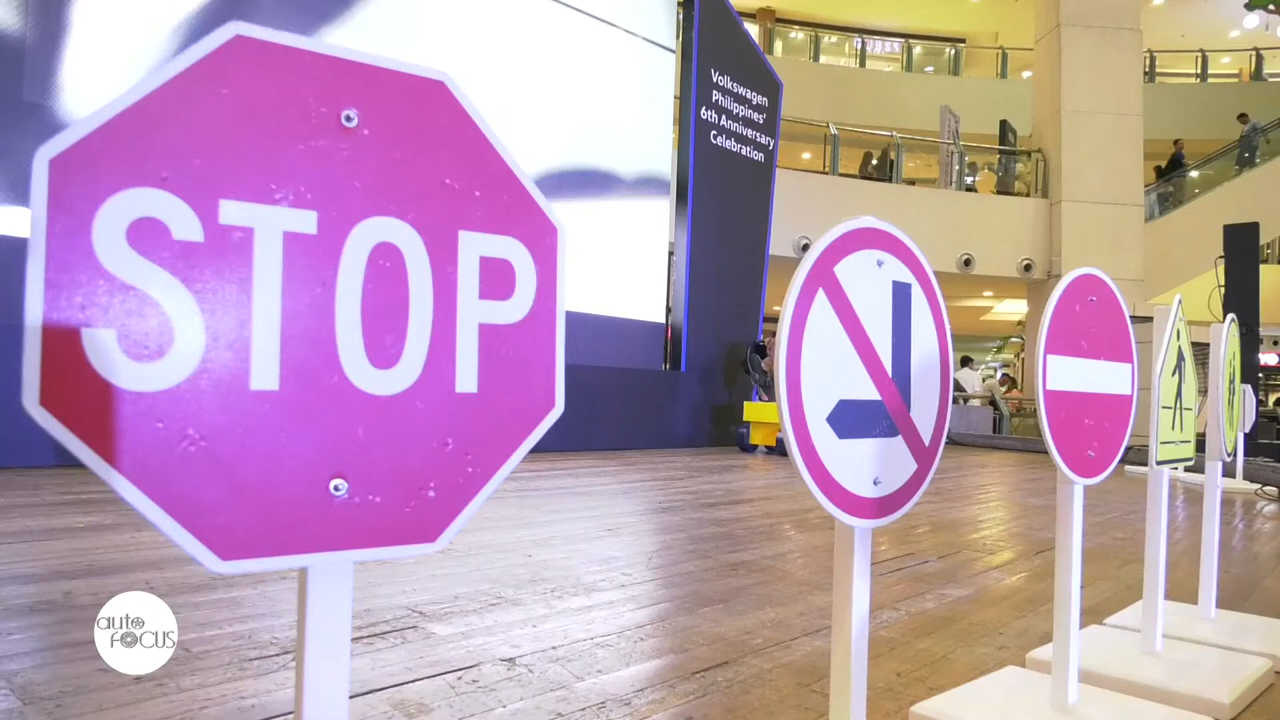 STOP
Volkswagen
Philippines'
6th Anniversary
Celebration
auto
FOCUS